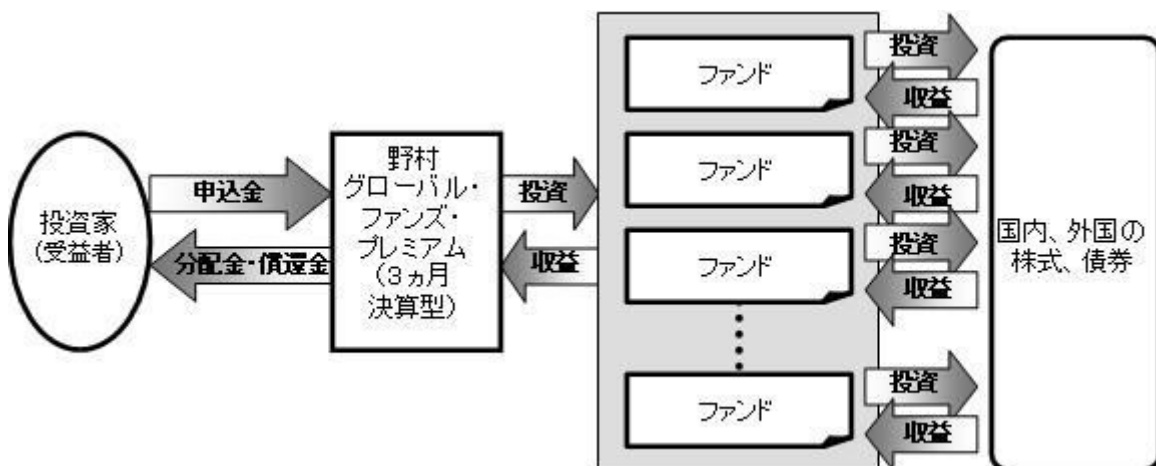 投資家
(受益者)
申込金
分配金・償還金
野村
グローバル・
ファンズ・
プレミアム
(3ヵ月
決算型)
投資
収益
ファンド
ファンド
ファンド
ファンド
投資
収益
投資
収益
投資
収益
投資
収益
国内、外国の
株式、債券